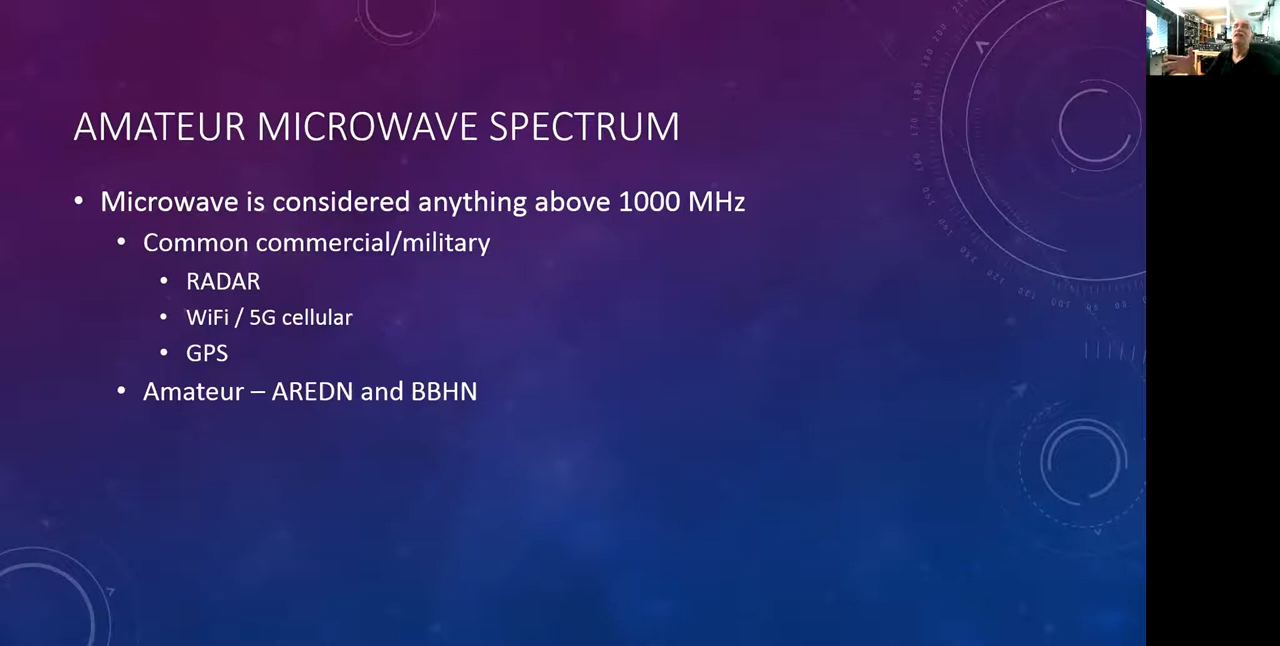 AMATEUR MICROWAVE SPECTRUM
• Microwave is considered anything above 1000 MHz
• Common commercial/military
• RADAR
• WiFi / 5G cellular
• GPS
• Amateur – AREDN and BBHN